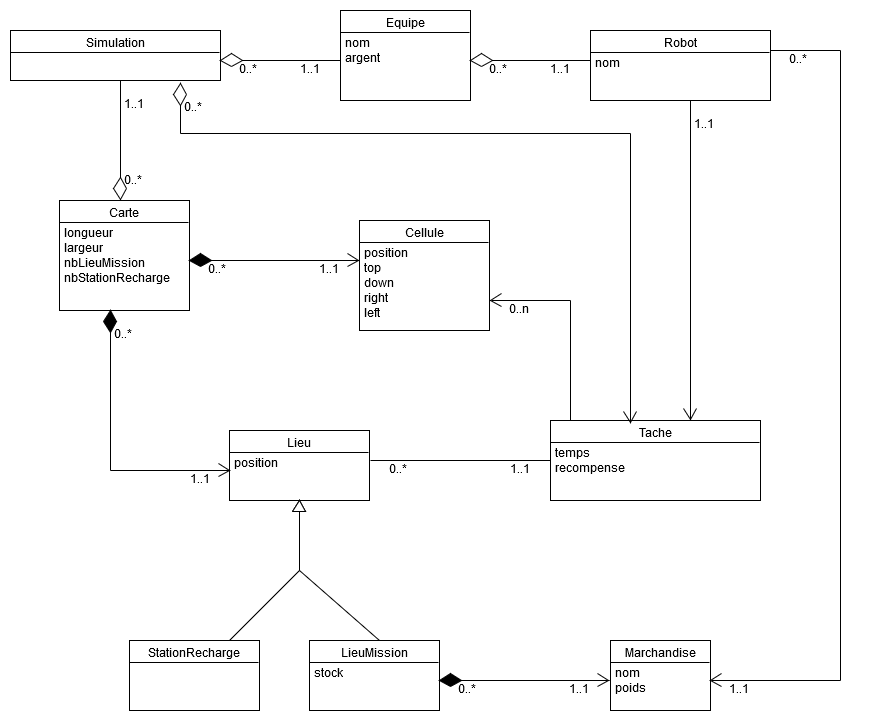 Simulation
0..*
1..1
Equipe
nom
argent
0..*
1..1
Robot
nom
0..*
1..1
0..*
1..1
0..*
Carte
longueur
largeur
nbLieuMission
nbStationRecharge
0..*
1..1
Cellule
position
top
down
right
left
0..n
0..*
1..1
Lieu
position
0..*
1..1
Tache
temps
recompense
StationRecharge
LieuMission
stock
0..*
1..1
Marchandise
nom
poids
1..1